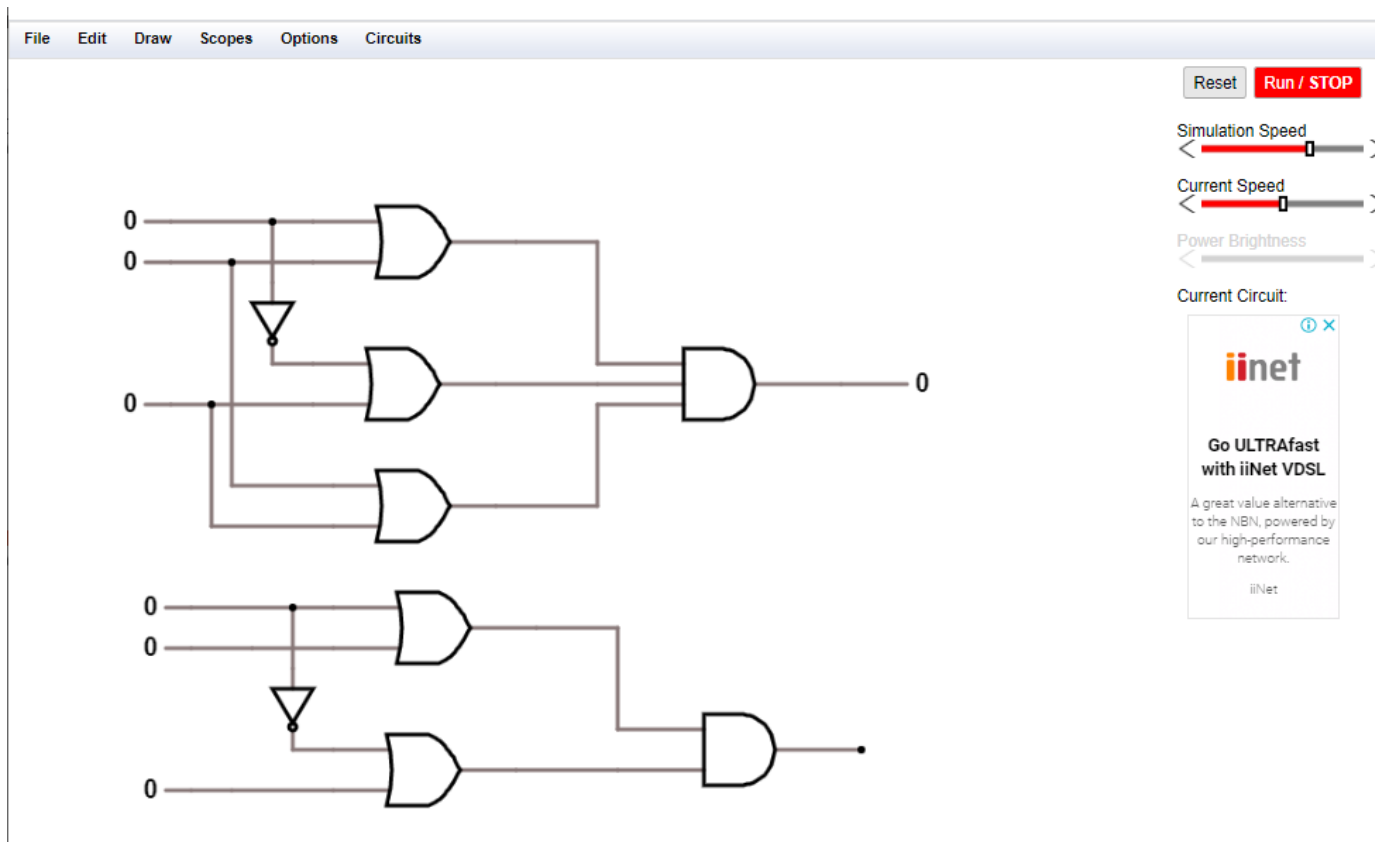 File Edit Draw Scopes Options Circuits
Reset Run / STOP
Simulation Speed
Current Speed
Power Brightness
Current Circuit:
0
0
0
0
0
0
0
iinet
Go ULTRAfast
with iiNet VDSL
A great value alternative
to the NBN, powered by
our high-performance
network.
iiNet